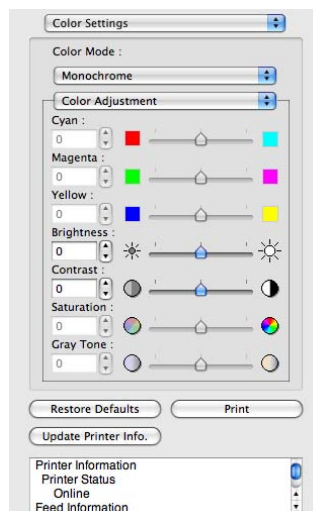 Color Settings
Color Mode :
Monochrome
Color Adjustment
Cyan :
0
Magenta :
0
Yellow :
0
Brightness :
0
Contrast :
0
Saturation :
0
Gray Tone :
0
Restore Defaults Print
Update Printer Info.
Printer Information
Printer Status
Online
Feed Information